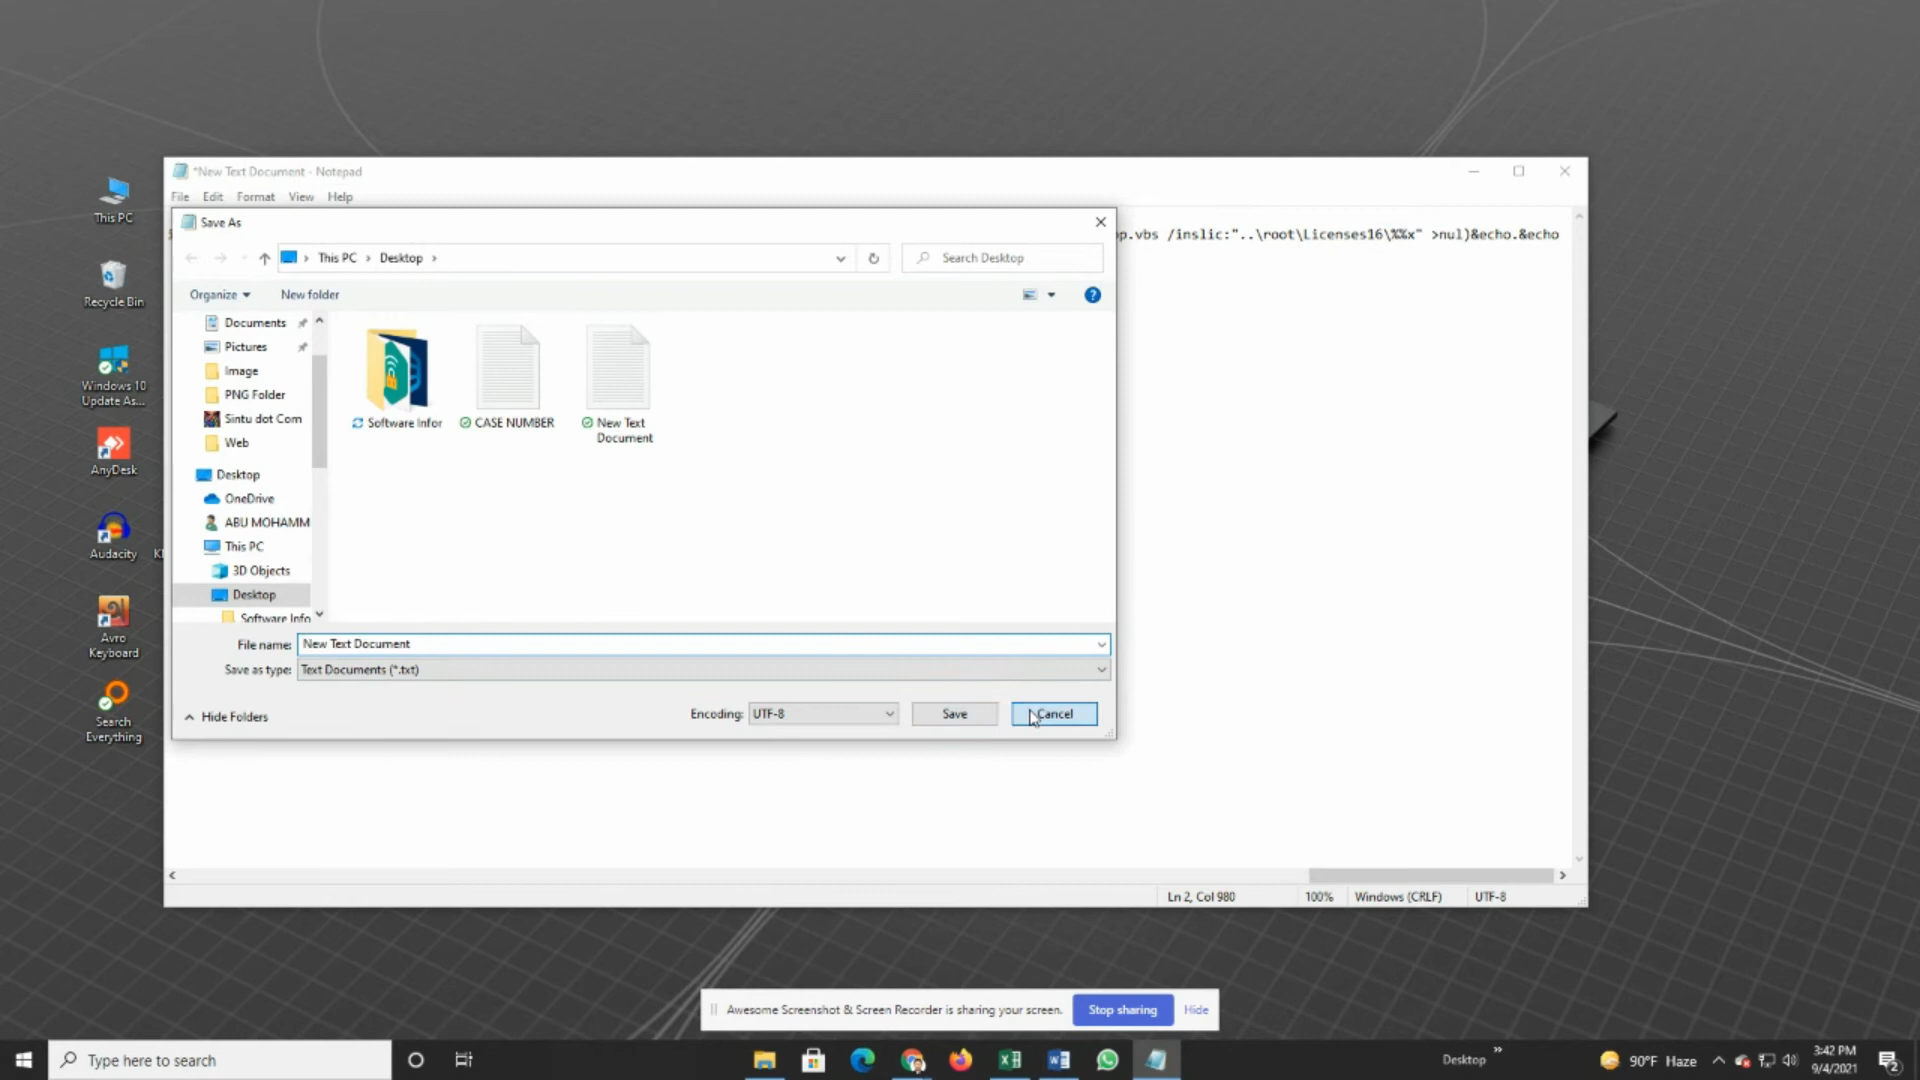 This PC
Recycle Bin
Windows 10
Update As...
AnyDesk
Audacity
Avro
Keyboard
Search
Everything
*New Text Document - Notepad
File Edit Format View Help
p.vbs /inslic:"..\root\Licenses16\%%x" >nul)&echo.&echo
Save As
This PC Desktop
Search Desktop
Organize New folder
Documents
Pictures
Image
PNG Folder
Sintu dot Com
Web
Desktop
OneDrive
ABU MOHAMM
This PC
3D Objects
Desktop
Software Info
Software Infor
CASE NUMBER
New Text
Document
File name: New Text Document
Save as type: Text Documents (*.txt)
Hide Folders
Encoding: UTF-8 Save Cancel
Ln 2, Col 980 100% Windows (CRLF) UTF-8
Awesome Screenshot & Screen Recorder is sharing your screen. Stop sharing Hide
Type here to search
Desktop
90°F Haze
3:42 PM
9/4/2021
2